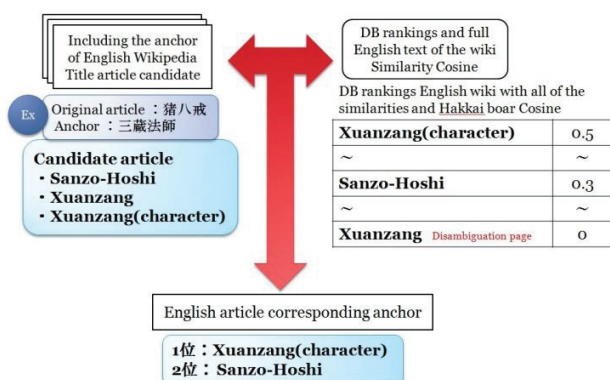 Including the anchor
of English Wikipedia
Title article candidate
Ex
Original article ：猪八戒
Anchor ：三蔵法師
Candidate article
・Sanzo-Hoshi
・Xuanzang
・Xuanzang(character)
DB rankings and full
English text of the wiki
Similarity Cosine
DB rankings English wiki with all of the
similarities and Hakkai boar Cosine
Xuanzang(character) 0.5
～ ～
Sanzo-Hoshi 0.3
～ ～
Xuanzang Disambiguation page 0
English article corresponding anchor
1位：Xuanzang(character)
2位： Sanzo-Hoshi